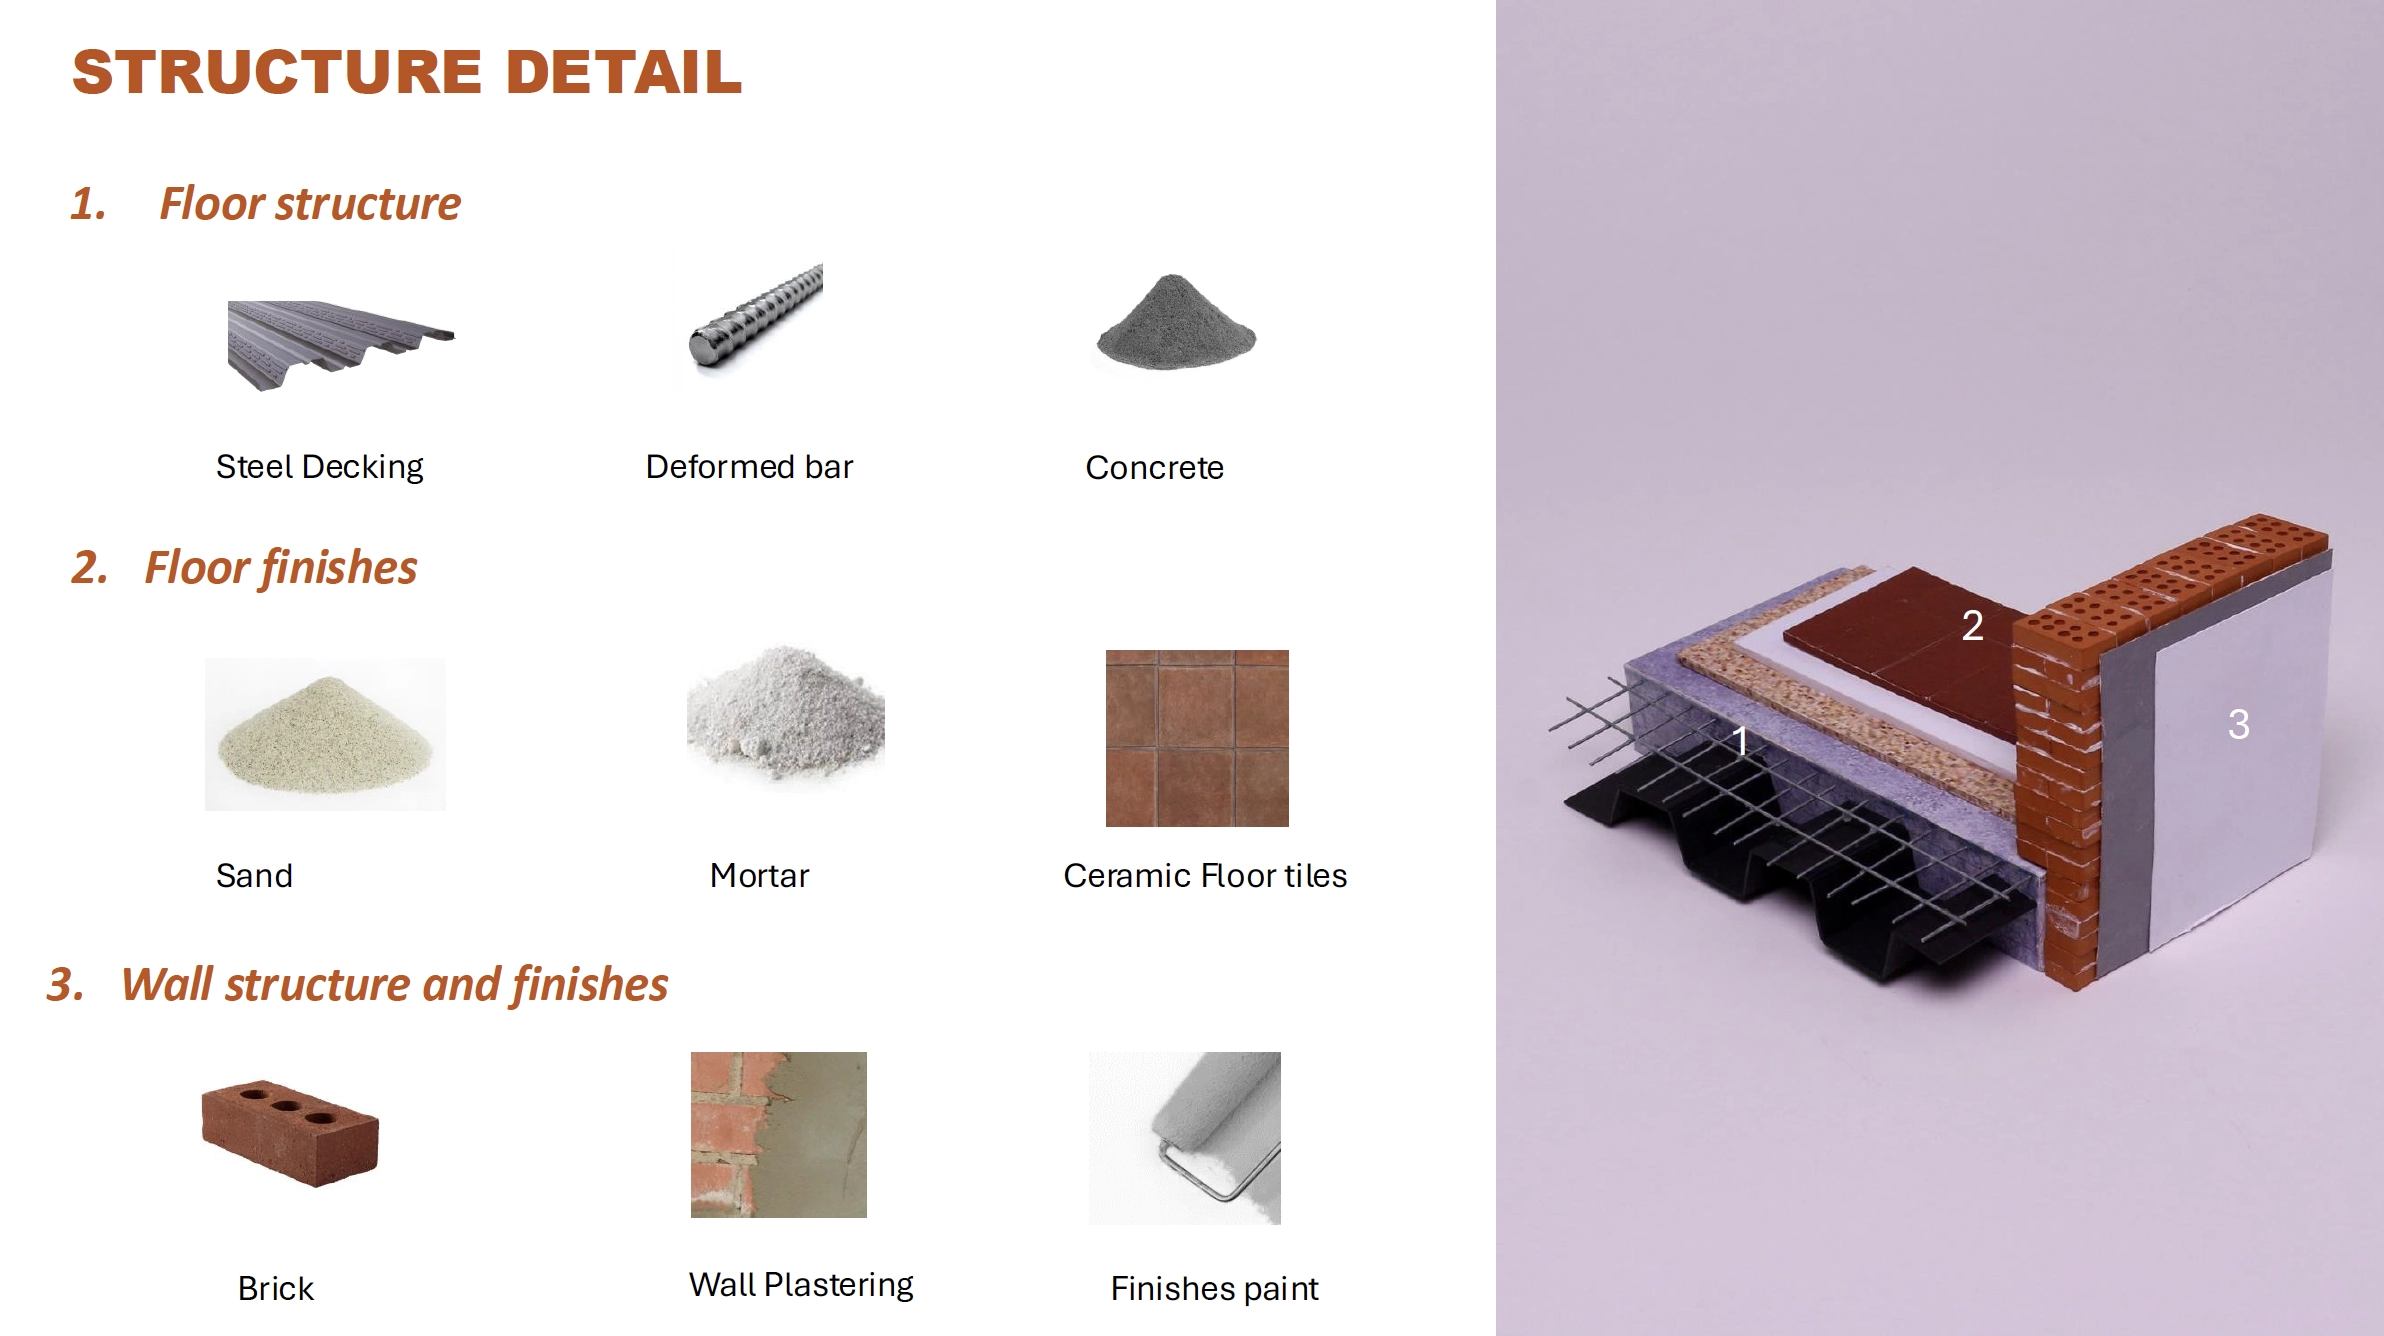 STRUCTURE DETAIL
1. Floor structure
Steel Decking
Deformed bar
Concrete
2. Floor finishes
Sand
Mortar
Ceramic Floor tiles
3. Wall structure and finishes
Brick
Wall Plastering
Finishes paint
1
2
3